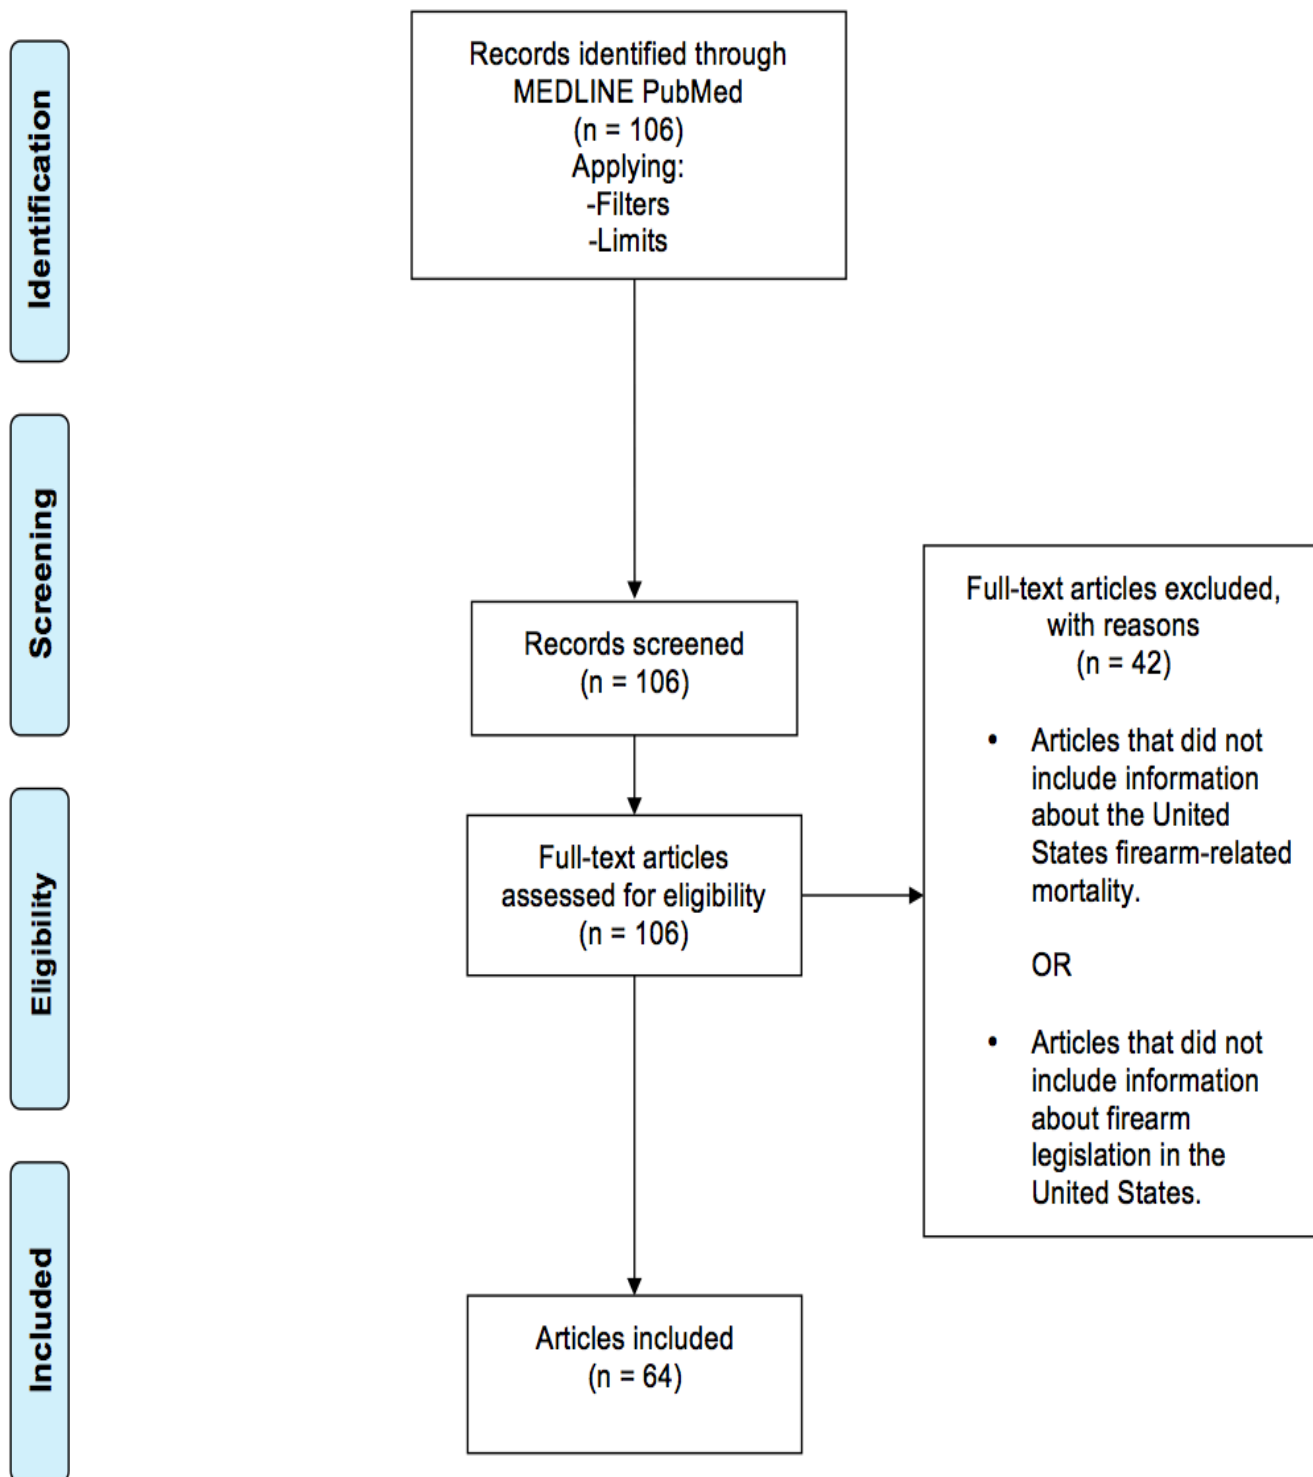 Identification
Records identified through
MEDLINE PubMed
(n = 106)
Applying:
-Filters
-Limits
Screening
Records screened
(n = 106)
Eligibility
Full-text articles
assessed for eligibility
(n = 106)
Full-text articles excluded,
with reasons
(n = 42)
• Articles that did not
include information
about the United
States firearm-related
mortality.
OR
• Articles that did not
include information
about firearm
legislation in the
United States.
Included
Articles included
(n = 64)